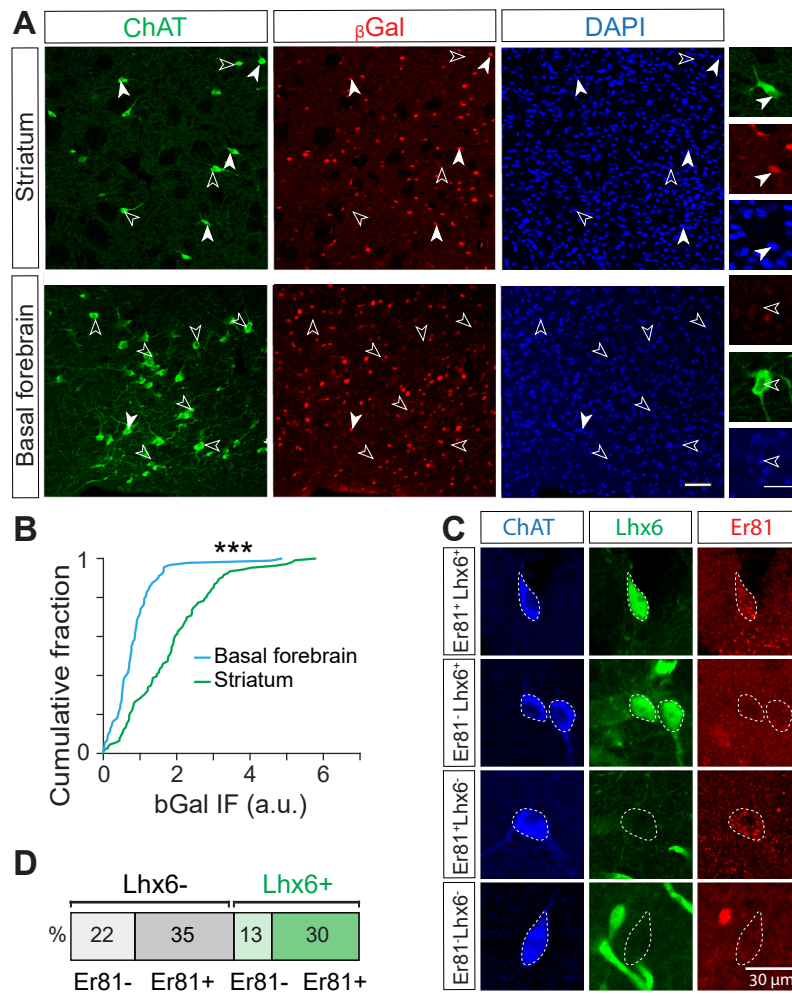 A
ChAT
βGal
DAPI
Striatum
Basal forebrain
B
***
Cumulative fraction
1
0
Basal forebrain
Striatum
0
2
4
6
bGal IF (a.u.)
C
ChAT
Lhx6
Er81
Er81+ Lhx6+
Er81- Lhx6+
Er81+Lhx6-
Er81-Lhx6-
30 µm
D
Lhx6-
Lhx6+
%
22
35
13
30
Er81-
Er81+
Er81-
Er81+